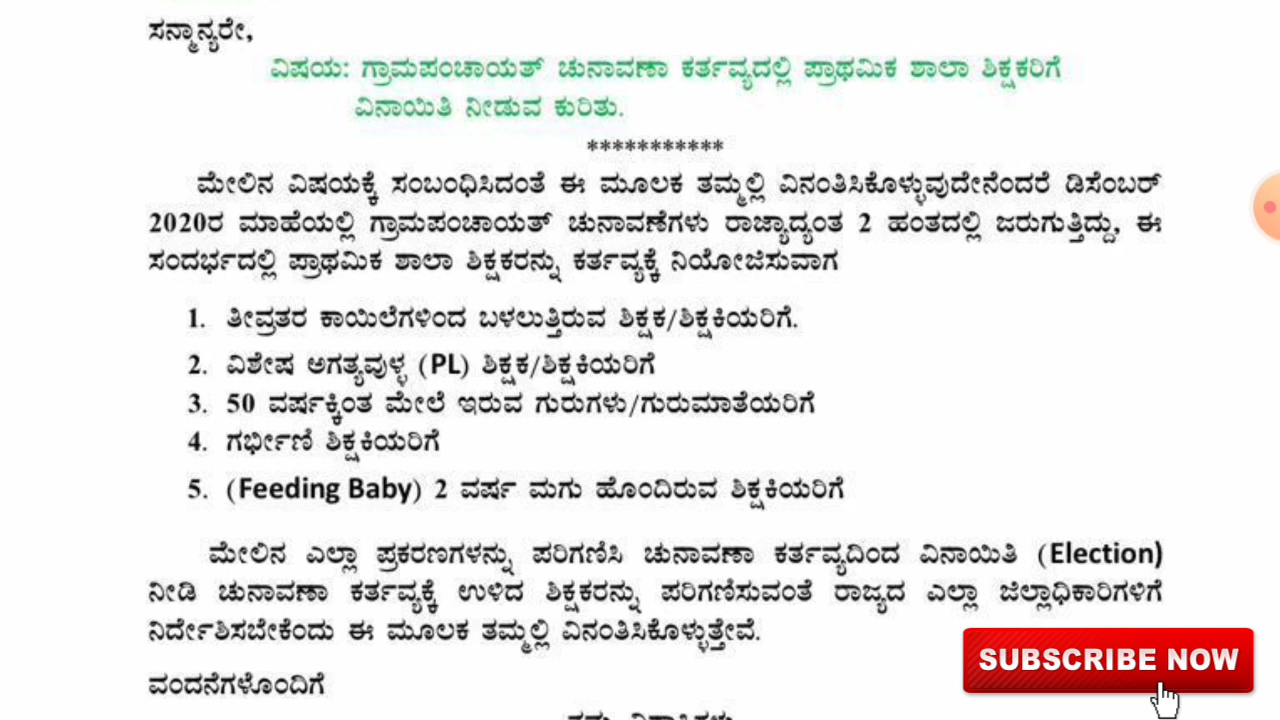 ಸನ್ಮಾನ್ಯರೇ,
ವಿಷಯ: ಗ್ರಾಮಪಂಚಾಯತ್ ಚುನಾವಣಾ ಕರ್ತವ್ಯದಲ್ಲಿ ಪ್ರಾಥಮಿಕ ಶಾಲಾ ಶಿಕ್ಷಕರಿಗೆ
ವಿನಾಯಿತಿ ನೀಡುವ ಕುರಿತು.
***********
ಮೇಲಿನ ವಿಷಯಕ್ಕೆ ಸಂಬಂಧಿಸಿದಂತೆ ಈ ಮೂಲಕ ತಮ್ಮಲ್ಲಿ ವಿನಂತಿಸಿಕೊಳ್ಳುವುದೇನೆಂದರೆ ಡಿಸೆಂಬರ್
2020ರ ಮಾಹೆಯಲ್ಲಿ ಗ್ರಾಮಪಂಚಾಯತ್ ಚುನಾವಣೆಗಳು ರಾಜ್ಯಾದ್ಯಂತ 2 ಹಂತದಲ್ಲಿ ಜರುಗುತ್ತಿದ್ದು, ಈ
ಸಂದರ್ಭದಲ್ಲಿ ಪ್ರಾಥಮಿಕ ಶಾಲಾ ಶಿಕ್ಷಕರನ್ನು ಕರ್ತವ್ಯಕ್ಕೆ ನಿಯೋಜಿಸುವಾಗ
1. ತೀವ್ರತರ ಕಾಯಿಲೆಗಳಿಂದ ಬಳಲುತ್ತಿರುವ ಶಿಕ್ಷಕ/ಶಿಕ್ಷಕಿಯರಿಗೆ.
2. ವಿಶೇಷ ಅಗತ್ಯವುಳ್ಳ (PL) ಶಿಕ್ಷಕ/ಶಿಕ್ಷಕಿಯರಿಗೆ
3. 50 ವರ್ಷಕ್ಕಿಂತ ಮೇಲೆ ಇರುವ ಗುರುಗಳು/ಗುರುಮಾತೆಯರಿಗೆ
4. ಗರ್ಭೀಣಿ ಶಿಕ್ಷಕಿಯರಿಗೆ
5. (Feeding Baby) 2 ವರ್ಷ ಮಗು ಹೊಂದಿರುವ ಶಿಕ್ಷಕಿಯರಿಗೆ
ಮೇಲಿನ ಎಲ್ಲಾ ಪ್ರಕರಣಗಳನ್ನು ಪರಿಗಣಿಸಿ ಚುನಾವಣಾ ಕರ್ತವ್ಯದಿಂದ ವಿನಾಯಿತಿ (Election)
ನೀಡಿ ಚುನಾವಣಾ ಕರ್ತವ್ಯಕ್ಕೆ ಉಳಿದ ಶಿಕ್ಷಕರನ್ನು ಪರಿಗಣಿಸುವಂತೆ ರಾಜ್ಯದ ಎಲ್ಲಾ ಜಿಲ್ಲಾಧಿಕಾರಿಗಳಿಗೆ
ನಿರ್ದೇಶಿಸಬೇಕೆಂದು ಈ ಮೂಲಕ ತಮ್ಮಲ್ಲಿ ವಿನಂತಿಸಿಕೊಳ್ಳುತ್ತೇವೆ.
SUBSCRIBE NOW
ವಂದನೆಗಳೊಂದಿಗೆ